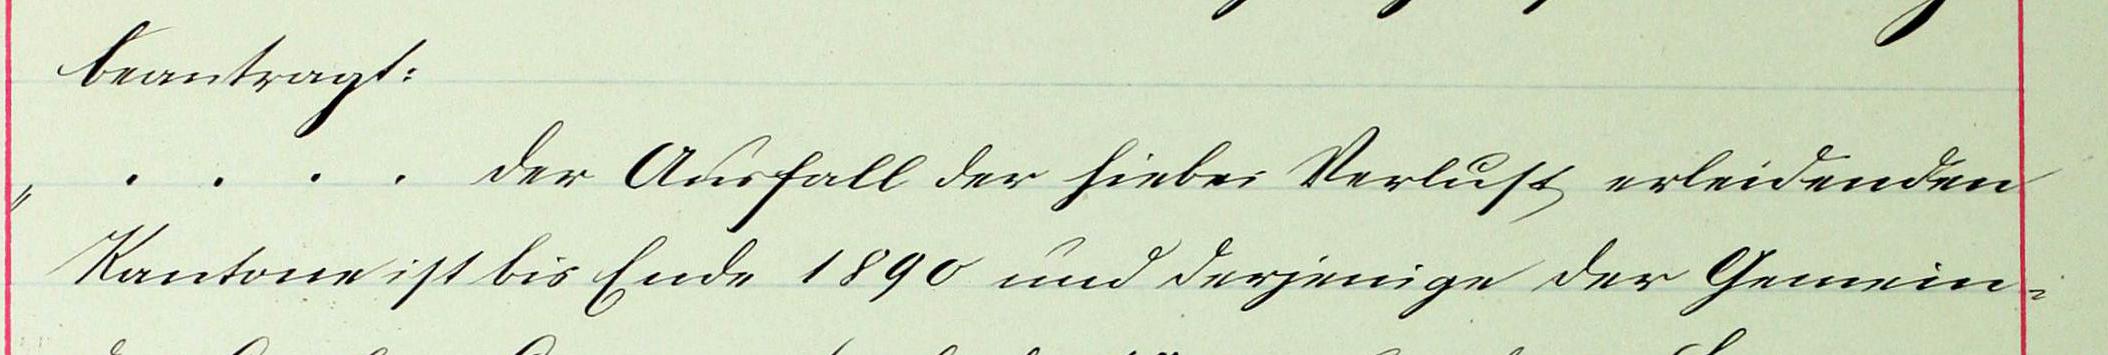 beantragt:
„ . . . . der Ausfall der hiebei Verlust erleidenden
Kantone ist bis Ende 1890 und derjenige der Gemein-